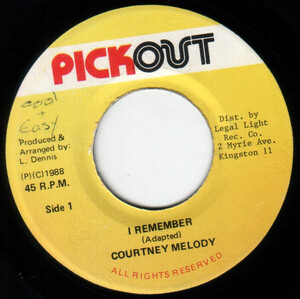 PICKOUT
cool
+
Easy
Produced &
Arranged by:
L. Dennis
(P)(C)1988
45 R.P.M.
Side 1
Dist. by
Legal Light
Rec. Co.
2 Myrie Ave.
Kingston 11
I REMEMBER
(Adapted)
COURTNEY MELODY
ALL RIGHTS RESERVED